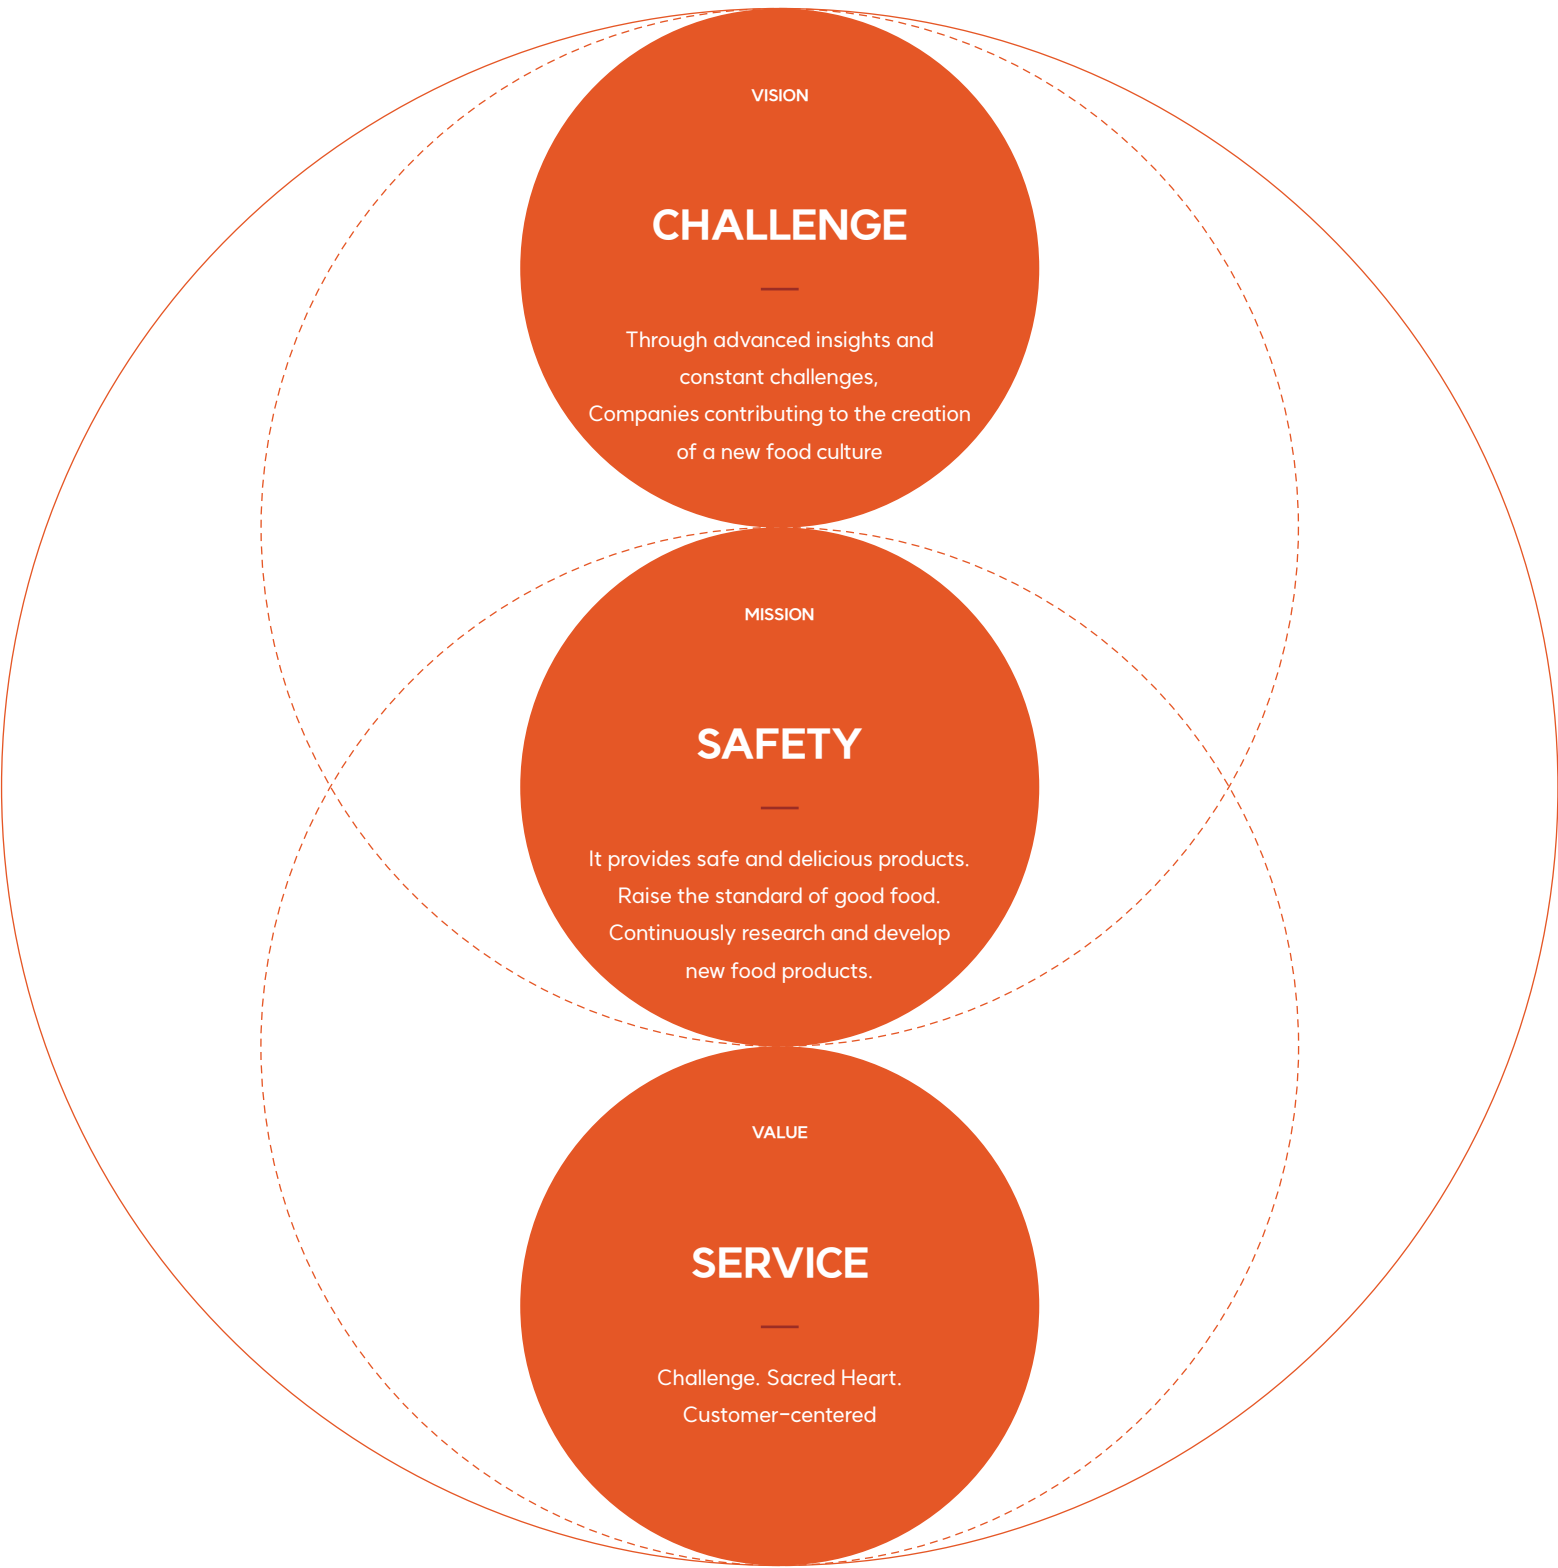 VISION
CHALLENGE
Through advanced insights and
constant challenges,
Companies contributing to the creation
of a new food culture
MISSION
SAFETY
It provides safe and delicious products.
Raise the standard of good food.
Continuously research and develop
new food products.
VALUE
SERVICE
Challenge. Sacred Heart.
Customer-centered